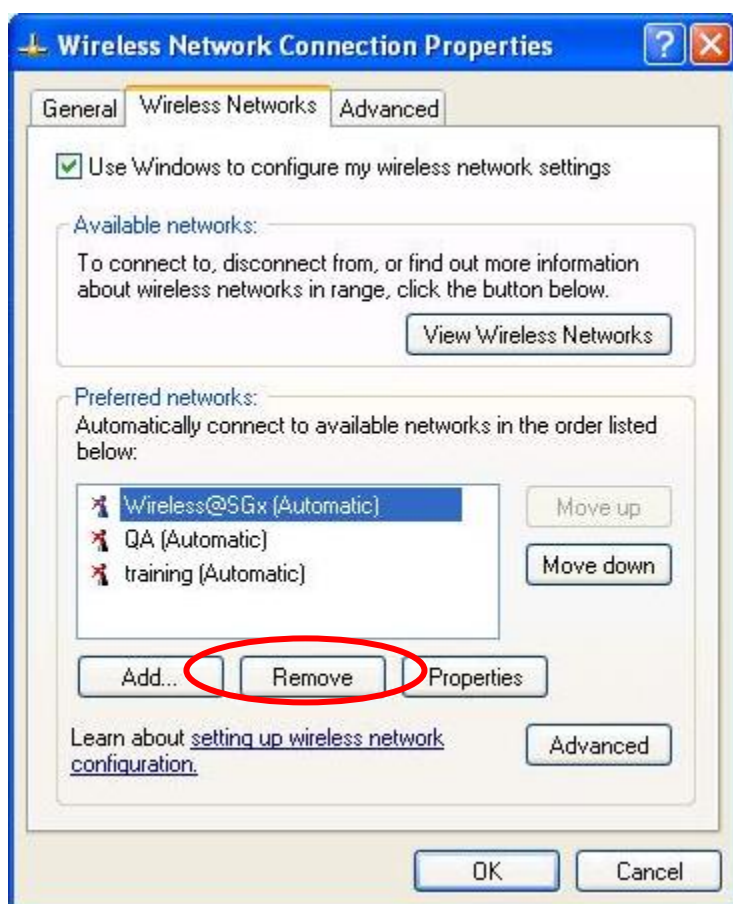 Wireless Network Connection Properties
General Wireless Networks Advanced
Use Windows to configure my wireless network settings
Available networks:
To connect to, disconnect from, or find out more information
about wireless networks in range, click the button below.
View Wireless Networks
Preferred networks:
Automatically connect to available networks in the order listed
below:
Wireless@SGx (Automatic)
Move up
QA (Automatic)
training (Automatic)
Move down
Add... Remove Properties
Learn about setting up wireless network
configuration.
Advanced
OK Cancel